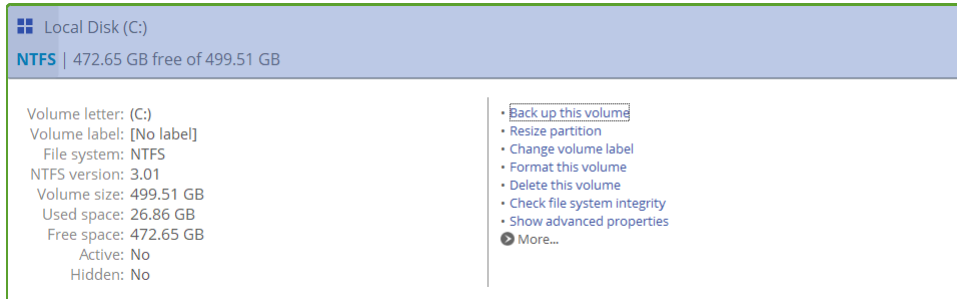 Local Disk (C:)
NTFS | 472.65 GB free of 499.51 GB
Volume letter: (C:)
Volume label: [No label]
File system: NTFS
NTFS version: 3.01
Volume size: 499.51 GB
Used space: 26.86 GB
Free space: 472.65 GB
Active: No
Hidden: No
• Back up this volume
• Resize partition
• Change volume label
• Format this volume
• Delete this volume
• Check file system integrity
• Show advanced properties
More...